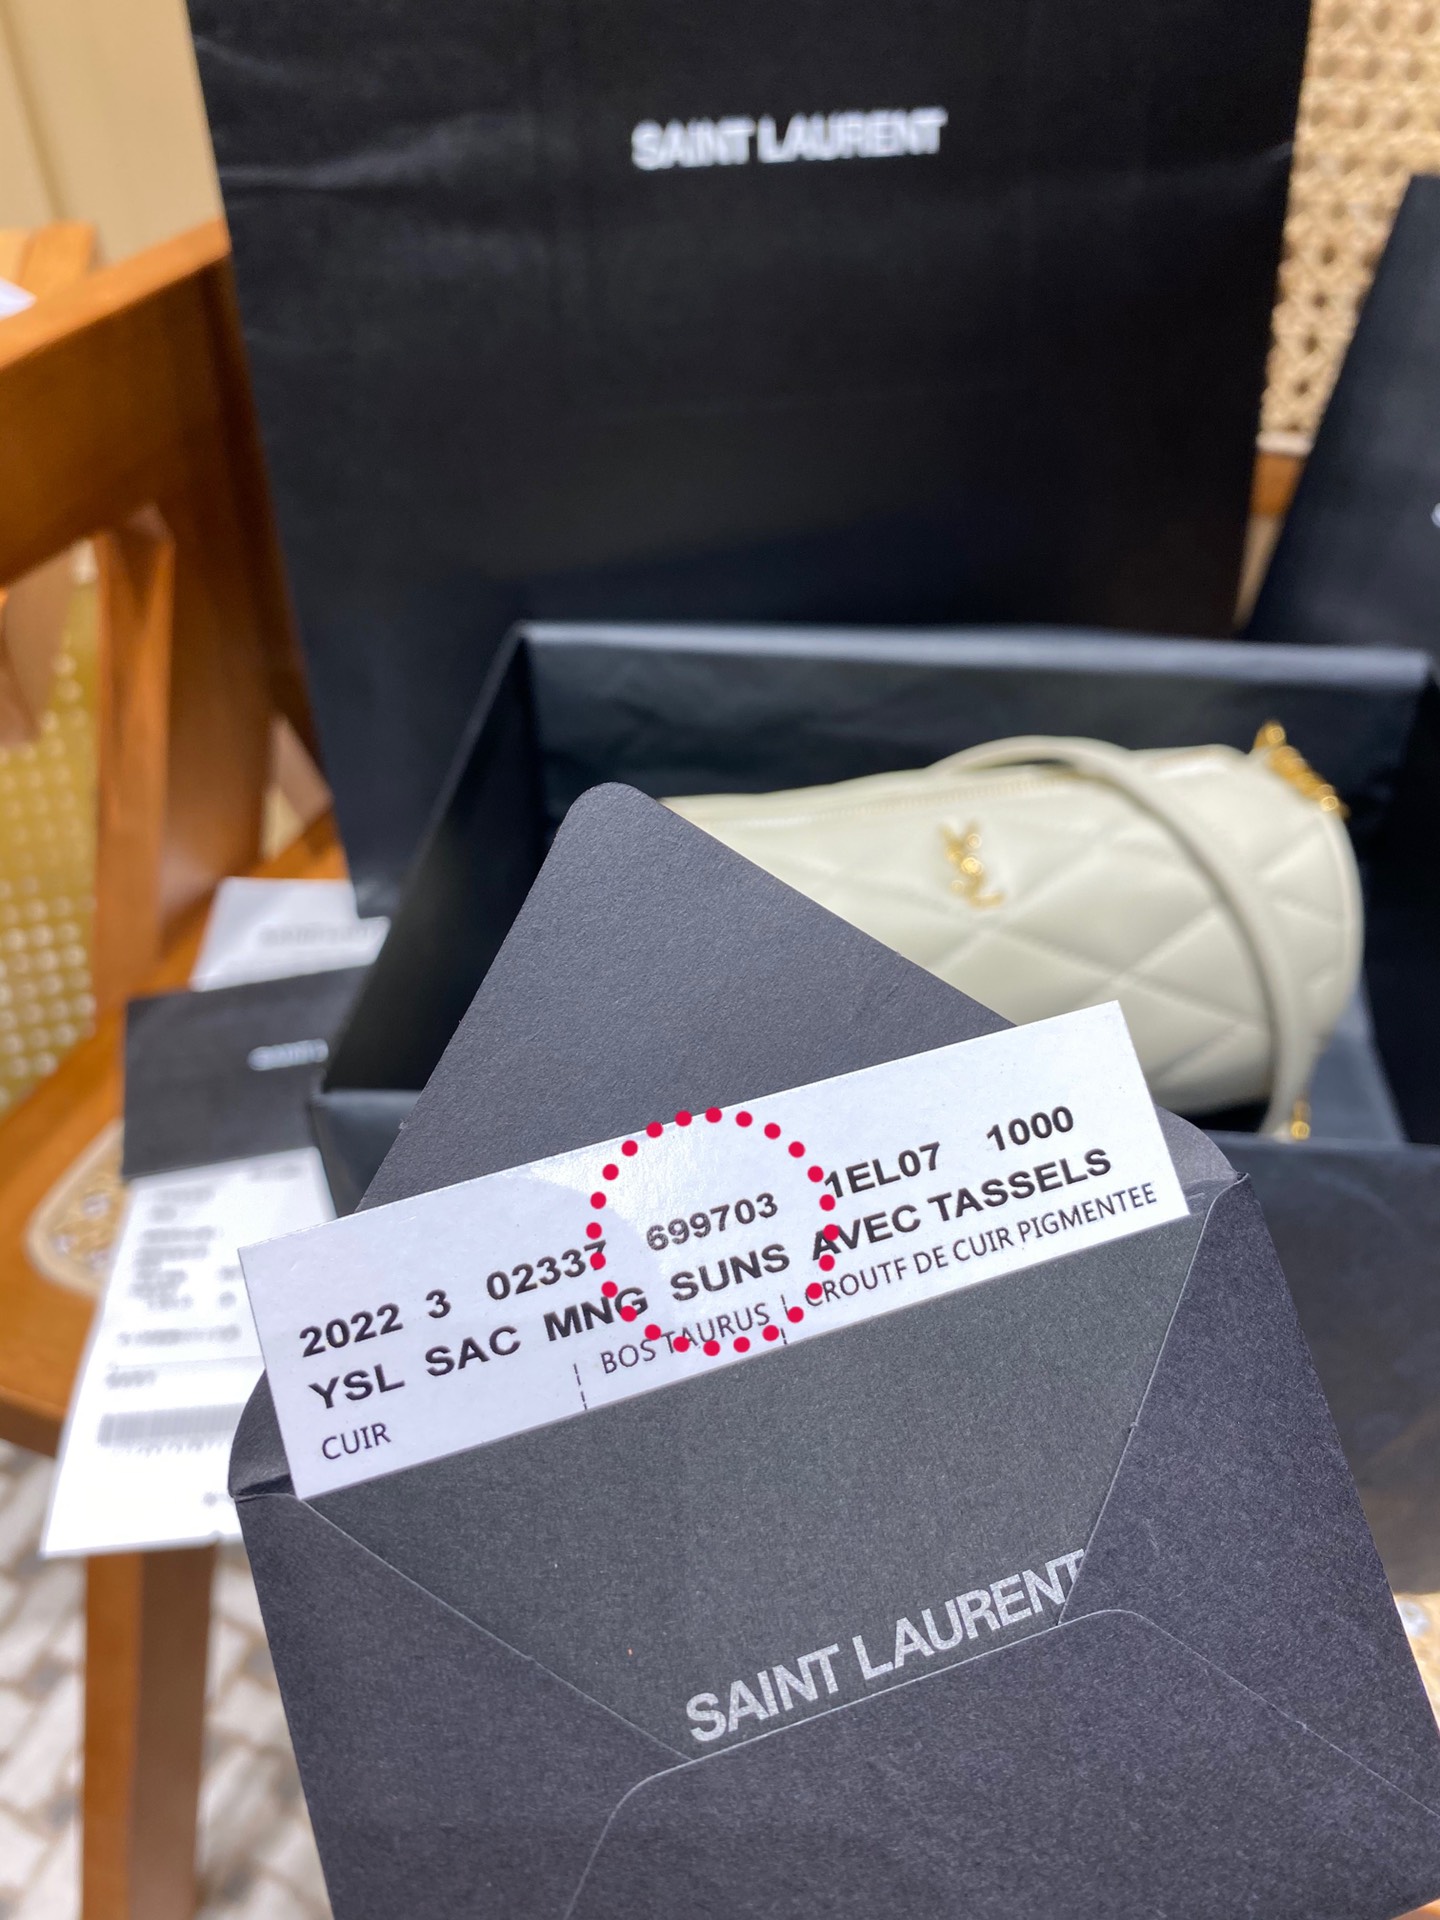 SAINT LAURENT
2022 3 02337 699703 1EL07 1000
YSL SAC MNG SUNS AVEC TASSELS
CUIR BOS TAURUS CROUTF DE CUIR PIGMENTEE
SAINT LAURENT